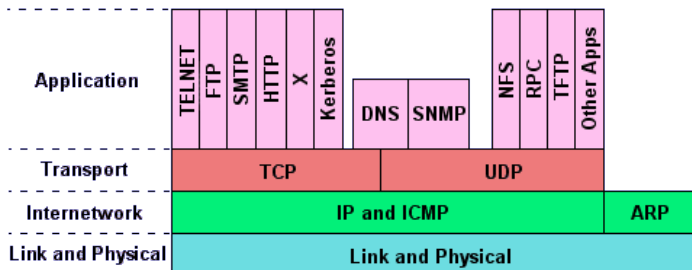 Application
TELNET
FTP
SMTP
HTTP
X
Kerberos
DNS
SNMP
NFS
RPC
TFTP
Other Apps
Transport
TCP
UDP
Internetwork
IP and ICMP
ARP
Link and Physical
Link and Physical